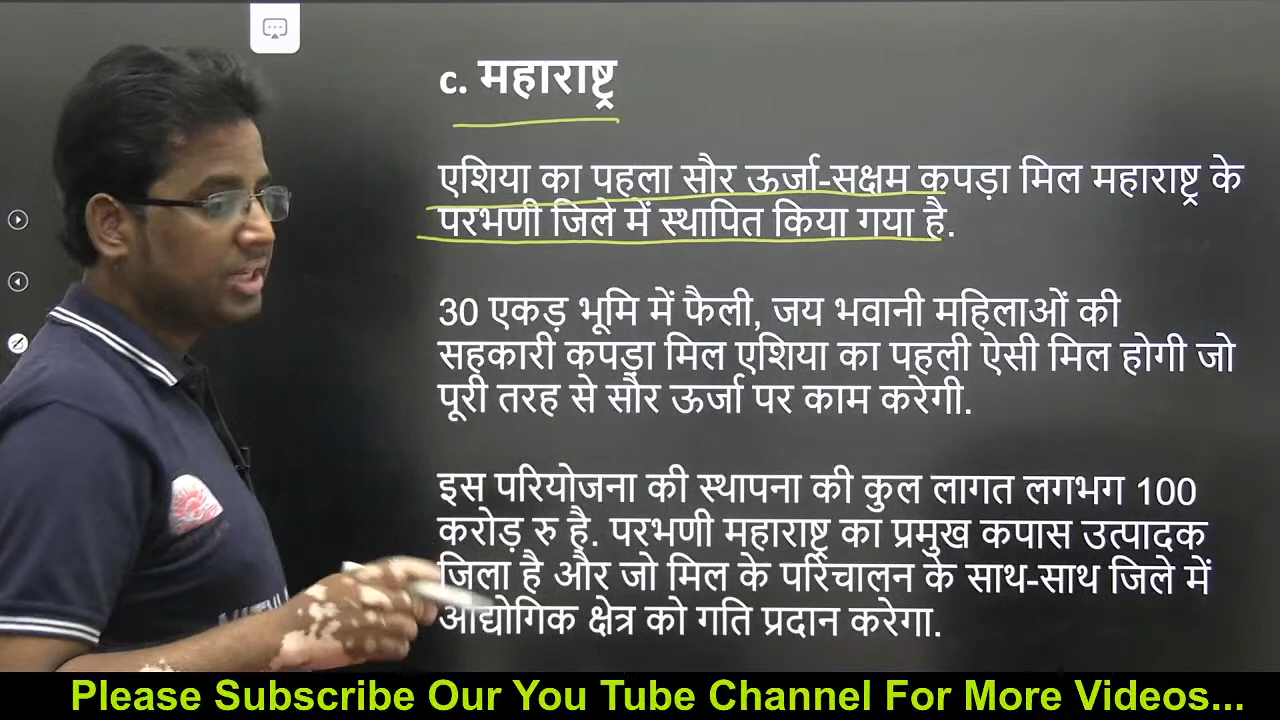 c. महाराष्ट्र
एशिया का पहला सौर ऊर्जा-सक्षम कपड़ा मिल महाराष्ट्र के
परभणी जिले में स्थापित किया गया है.
30 एकड़ भूमि में फैली, जय भवानी महिलाओं की
सहकारी कपड़ा मिल एशिया का पहली ऐसी मिल होगी जो
पूरी तरह से सौर ऊर्जा पर काम करेगी.
इस परियोजना की स्थापना की कुल लागत लगभग 100
करोड़ रु है. परभणी महाराष्ट्र का प्रमुख कपास उत्पादक
जिला है और जो मिल के परिचालन के साथ-साथ जिले में
औद्योगिक क्षेत्र को गति प्रदान करेगा.
Please Subscribe Our You Tube Channel For More Videos...